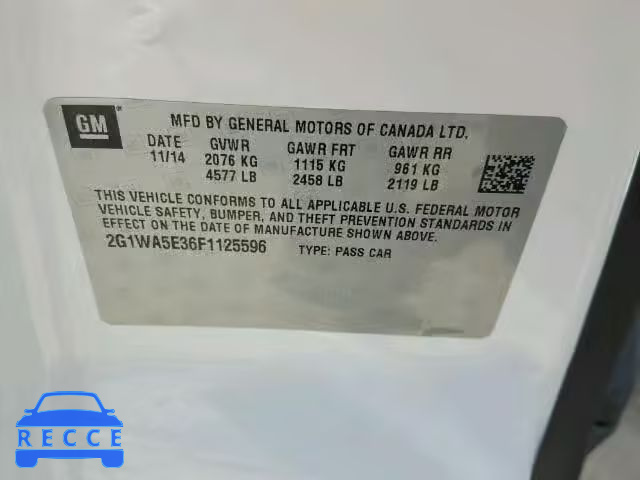 GM ®
MFD BY GENERAL MOTORS OF CANADA LTD.
DATE GVWR GAWR FRT GAWR RR
11/14 2076 KG 1115 KG 961 KG
4577 LB 2458 LB 2119 LB
THIS VEHICLE CONFORMS TO ALL APPLICABLE U.S. FEDERAL MOTOR
VEHICLE SAFETY, BUMPER, AND THEFT PREVENTION STANDARDS IN
EFFECT ON THE DATE OF MANUFACTURE SHOWN ABOVE.
2G1WA5E36F1125596 TYPE: PASS CAR
RECCE